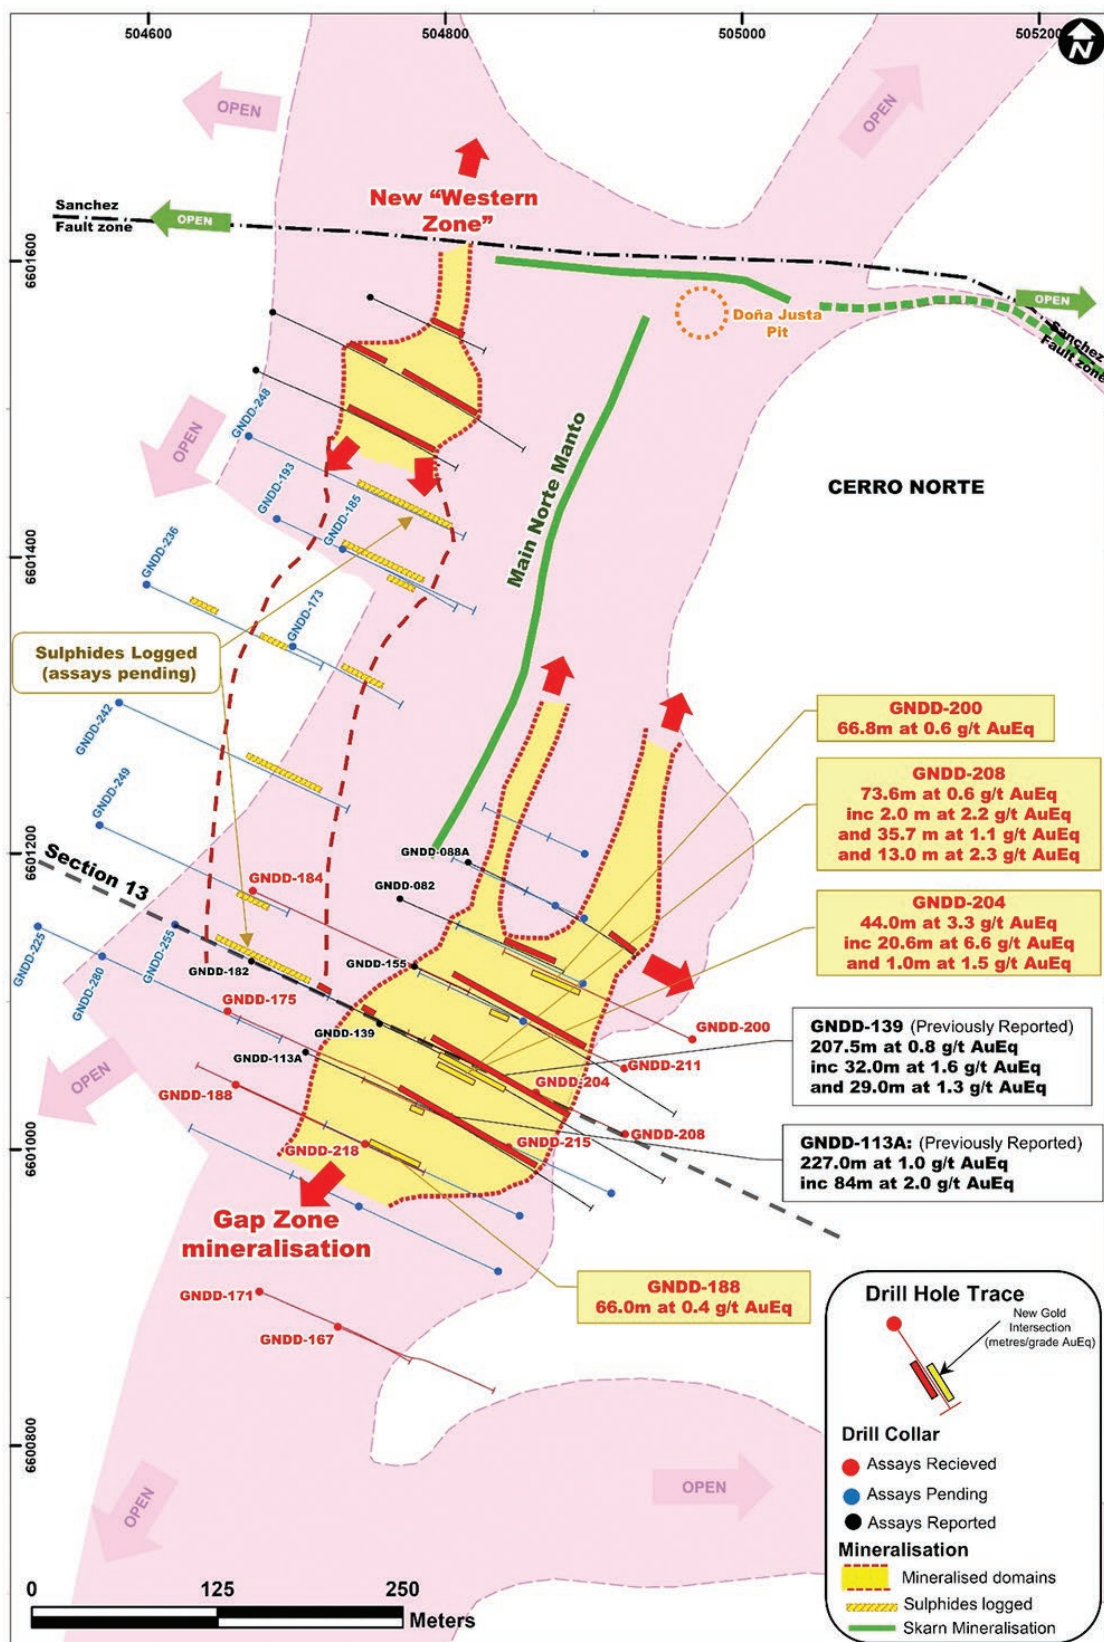 504600
504800
505000
505200
N
OPEN
OPEN
New "Western
Zone"
Sanchez
Fault zone
OPEN
6601600
OPEN
Doña Justa
Pit
Sanchez
Fault zone
OPEN
GNDD-248
GNDD-193
GNDD-185
Main Norte Manto
CERRO NORTE
6601400
GNDD-236
GNDD-173
Sulphides Logged
(assays pending)
GNDD-242
GNDD-200
66.8m at 0.6 g/t AuEq
GNDD-208
73.6m at 0.6 g/t AuEq
inc 2.0 m at 2.2 g/t AuEq
and 35.7 m at 1.1 g/t AuEq
and 13.0 m at 2.3 g/t AuEq
GNDD-249
6601200
Section 13
GNDD-088A
GNDD-184
GNDD-082
GNDD-204
44.0m at 3.3 g/t AuEq
inc 20.6m at 6.6 g/t AuEq
and 1.0m at 1.5 g/t AuEq
GNDD-225
GNDD-280
GNDD-255
GNDD-182
GNDD-155
GNDD-175
GNDD-139
GNDD-200
GNDD-139 (Previously Reported)
207.5m at 0.8 g/t AuEq
inc 32.0m at 1.6 g/t AuEq
and 29.0m at 1.3 g/t AuEq
OPEN
GNDD-113A
GNDD-211
GNDD-188
GNDD-204
GNDD-218
GNDD-215
GNDD-208
6601000
GNDD-113A: (Previously Reported)
227.0m at 1.0 g/t AuEq
inc 84m at 2.0 g/t AuEq
Gap Zone
mineralisation
GNDD-171
GNDD-167
GNDD-188
66.0m at 0.4 g/t AuEq
6600800
OPEN
OPEN
0
125
250
Meters
Drill Hole Trace
New Gold
Intersection
(metres/grade AuEq)
Drill Collar
Assays Recieved
Assays Pending
Assays Reported
Mineralisation
Mineralised domains
Sulphides logged
Skarn Mineralisation